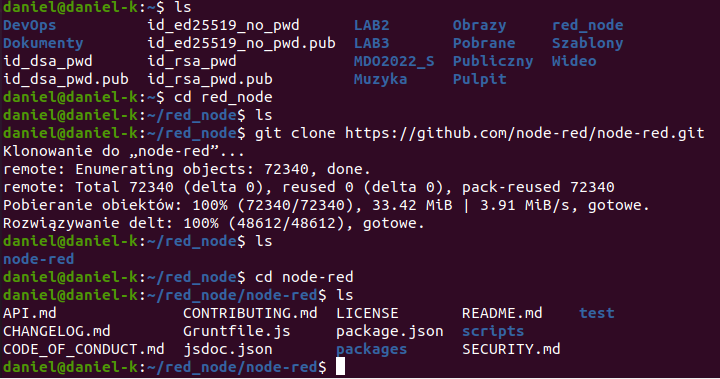 daniel@daniel-k:~$ ls
DevOps id_ed25519_no_pwd LAB2 Obrazy red_node
Dokumenty id_ed25519_no_pwd.pub LAB3 Pobrane Szablony
id_dsa_pwd id_rsa_pwd MDO2022_S Publiczny Wideo
id_dsa_pwd.pub id_rsa_pwd.pub Muzyka Pulpit
daniel@daniel-k:~$ cd red_node
daniel@daniel-k:~/red_node$ ls
daniel@daniel-k:~/red_node$ git clone https://github.com/node-red/node-red.git
Klonowanie do „node-red”...
remote: Enumerating objects: 72340, done.
remote: Total 72340 (delta 0), reused 0 (delta 0), pack-reused 72340
Pobieranie obiektów: 100% (72340/72340), 33.42 MiB | 3.91 MiB/s, gotowe.
Rozwiązywanie delt: 100% (48612/48612), gotowe.
daniel@daniel-k:~/red_node$ ls
node-red
daniel@daniel-k:~/red_node$ cd node-red
daniel@daniel-k:~/red_node/node-red$ ls
API.md CONTRIBUTING.md LICENSE README.md test
CHANGELOG.md Gruntfile.js package.json scripts
CODE_OF_CONDUCT.md jsdoc.json packages SECURITY.md
daniel@daniel-k:~/red_node/node-red$